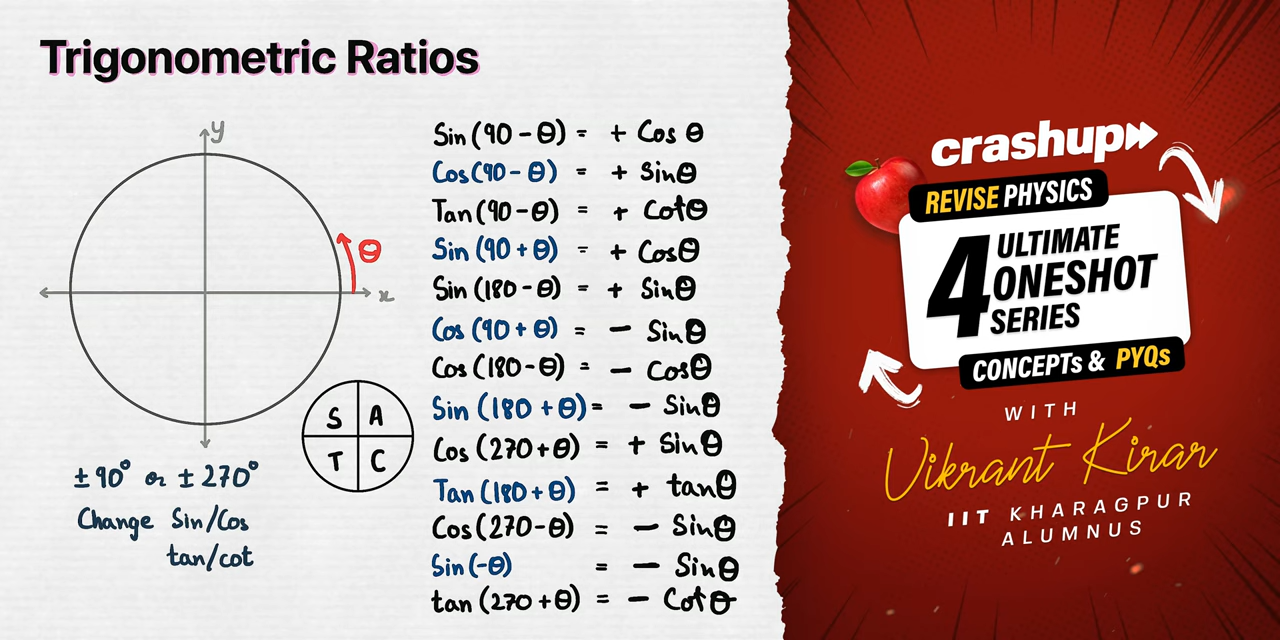 Trigonometric Ratios
y
θ
x
S A
T C
±90° or ±270°
Change Sin/Cos
tan/cot
Sin (90 - θ) = + Cos θ
Cos (90 - θ) = + Sinθ
Tan (90 - θ) = + Cotθ
Sin (90 + θ) = + Cosθ
Sin (180 - θ) = + Sinθ
Cos (90 + θ) = - Sinθ
Cos (180 - θ) = - Cosθ
Sin (180 + θ) = - Sinθ
Cos (270 + θ) = + Sinθ
Tan (180 + θ) = + tanθ
Cos (270 - θ) = - Sinθ
Sin (-θ) = - Sinθ
tan (270 + θ) = - Cotθ
crashup
REVISE PHYSICS
4 ULTIMATE
ONESHOT
SERIES
CONCEPTs & PYQs
WITH
Vikrant Kirar
IIT KHARAGPUR
ALUMNUS